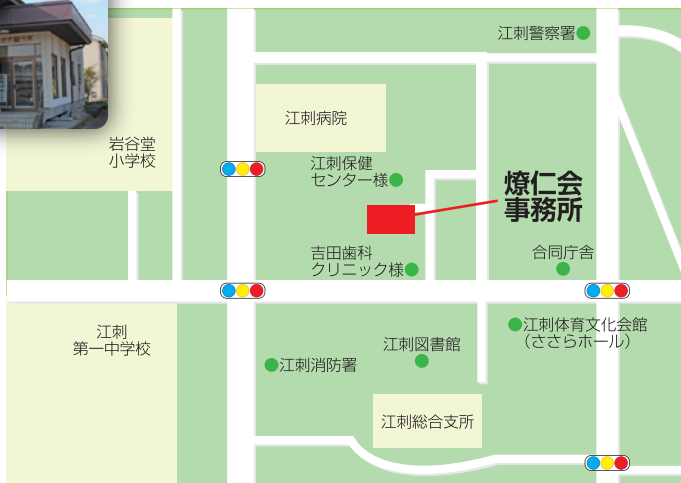 江刺警察署
江刺病院
岩谷堂
小学校
江刺保健
センター様
燎仁会
事務所
吉田歯科
クリニック様
合同庁舎
江刺
第一中学校
江刺体育文化会館
（ささらホール）
江刺図書館
江刺消防署
江刺総合支所